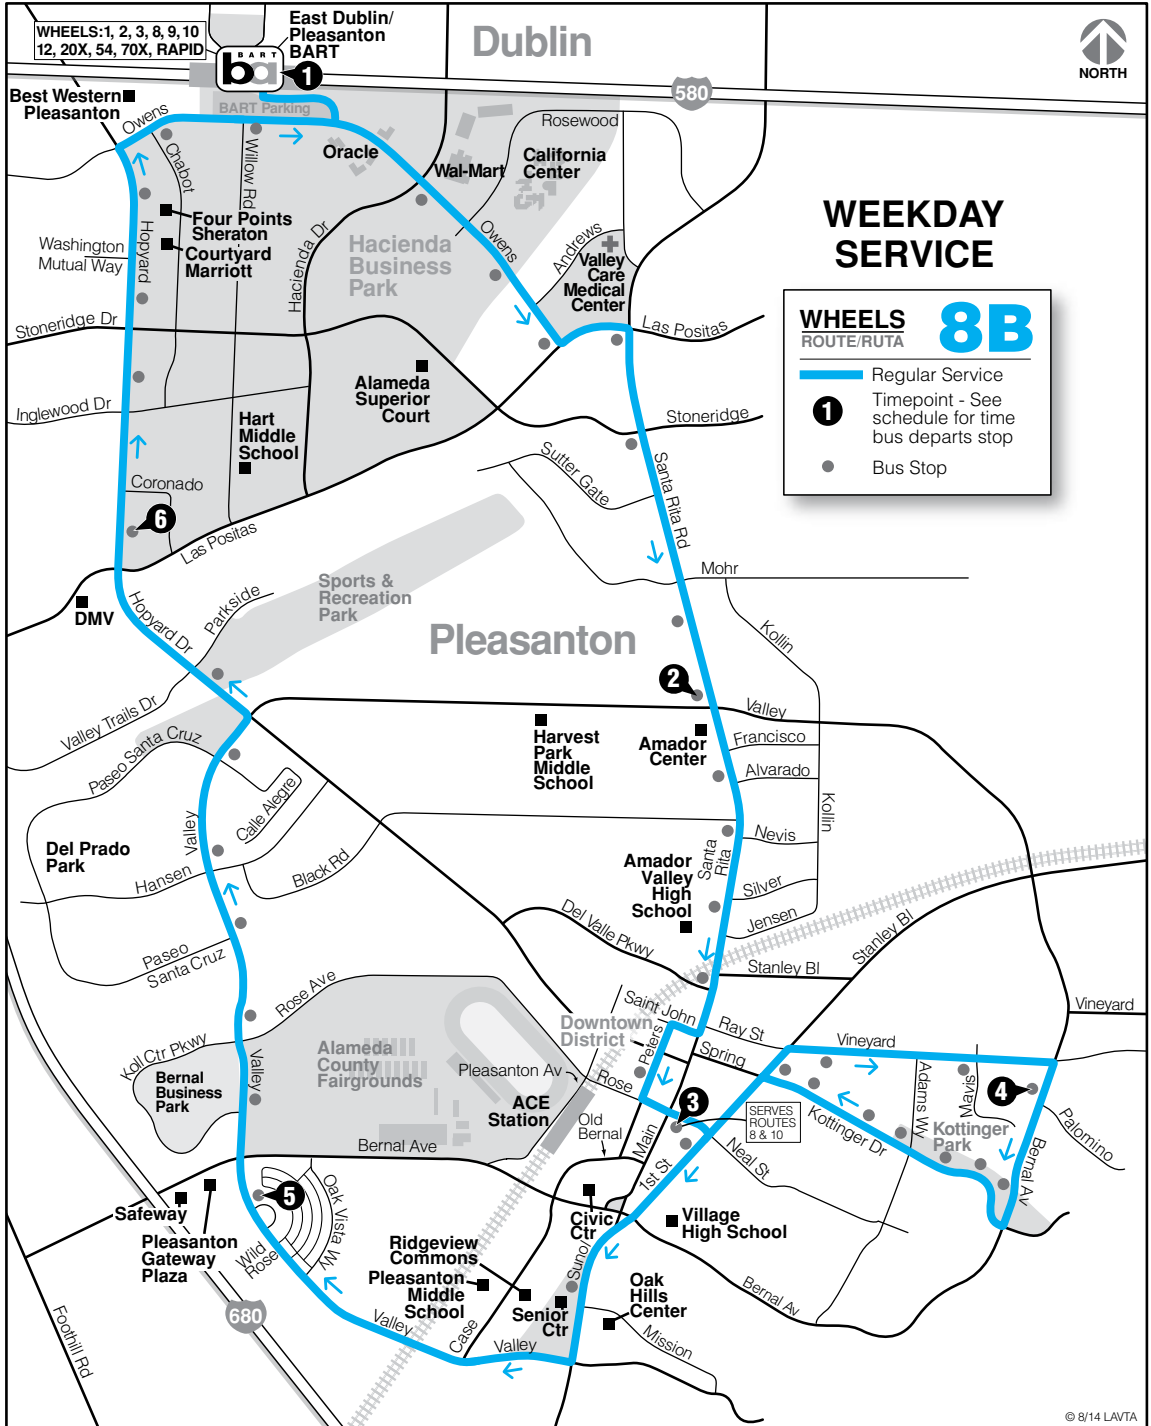 WHEELS:1, 2, 3, 8, 9, 10
12, 20X, 54, 70X, RAPID
East Dublin/
Pleasanton
BART
BART
ba
1
Dublin
NORTH
580
Best Western
Pleasanton
Owens
BART Parking
Rosewood
Chabot
Willow Rd
Oracle
Wal-Mart
California
Center
WEEKDAY
SERVICE
Four Points
Sheraton
Courtyard
Marriott
Hopyard
Washington
Mutual Way
Hacienda Dr
Hacienda
Business
Park
Owens
Andrews
Valley
Care
Medical
Center
WHEELS
ROUTE/RUTA
8B
Regular Service
1
Timepoint - See
schedule for time
bus departs stop
Bus Stop
Stoneridge Dr
Las Positas
Alameda
Superior
Court
Inglewood Dr
Hart
Middle
School
Stoneridge
Sutter Gate
Santa Rita Rd
Coronado
6
Las Positas
Mohr
Sports &
Recreation
Park
Parkside
DMV
Hopyard Dr
Pleasanton
Kollin
2
Valley Trails Dr
Valley
Paseo Santa Cruz
Harvest
Park
Middle
School
Amador
Center
Francisco
Alvarado
Kollin
Calle Alegre
Valley
Del Prado
Park
Hansen
Black Rd
Nevis
Santa
Rita
Amador
Valley
High
School
Silver
Jensen
Del Valle Pkwy
Stanley Bl
Stanley Bl
Paseo
Santa Cruz
Rose Ave
Saint John
Ray St
Vineyard
Vineyard
Downtown
District
Peters
Spring
Koll Ctr Pkwy
Valley
Alameda
County
Fairgrounds
Pleasanton Av
Rose
Bernal
Business
Park
ACE
Station
3
SERVES
ROUTES
8 & 10
Adams Wy
Mavis
4
Kottinger Dr
Kottinger
Park
Palomino
Bernal Av
Old
Bernal
Main
Neal St
Bernal Ave
1st St
5
Oak Vista Wy
Safeway
Pleasanton
Gateway
Plaza
Wild
Rose
Civic
Ctr
Village
High School
Ridgeview
Commons
Sunol
Pleasanton
Middle
School
Senior
Ctr
Oak
Hills
Center
Bernal Av
680
Foothill Rd
Valley
Case
Valley
Mission
© 8/14 LAVTA